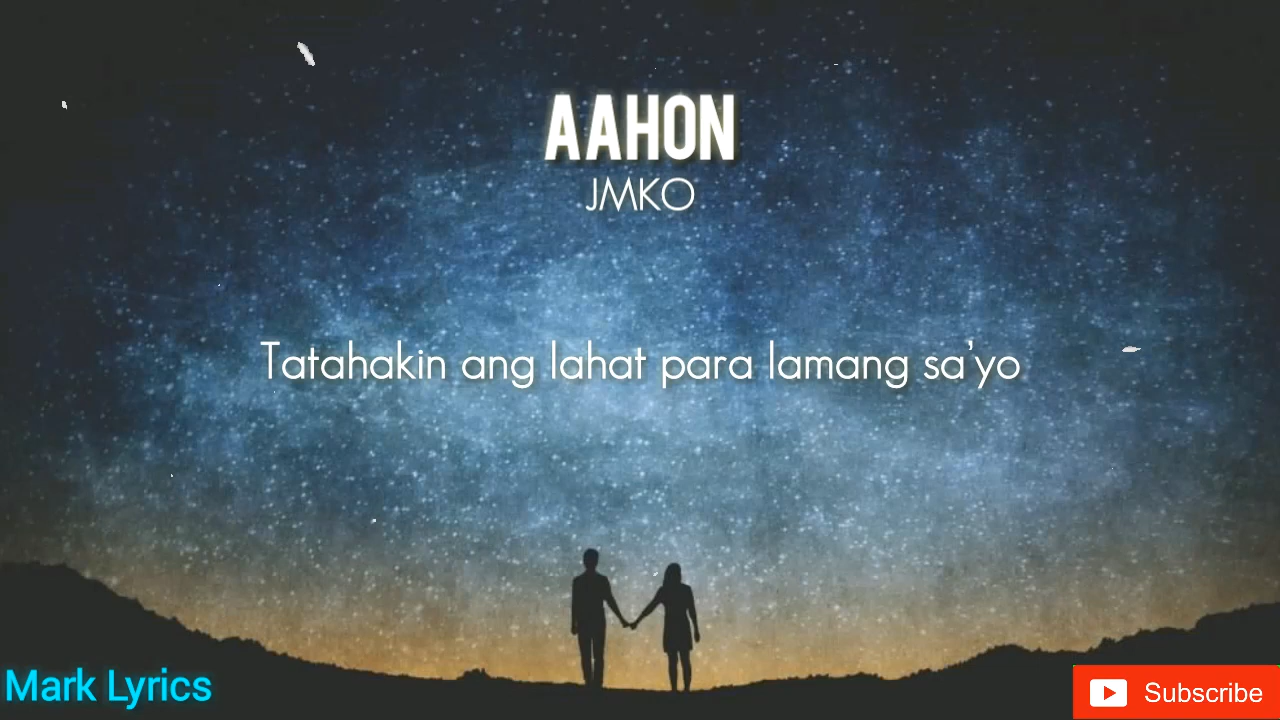 AAHON
JMKO
Tatahakin ang lahat para lamang sa'yo
Mark Lyrics
Subscribe